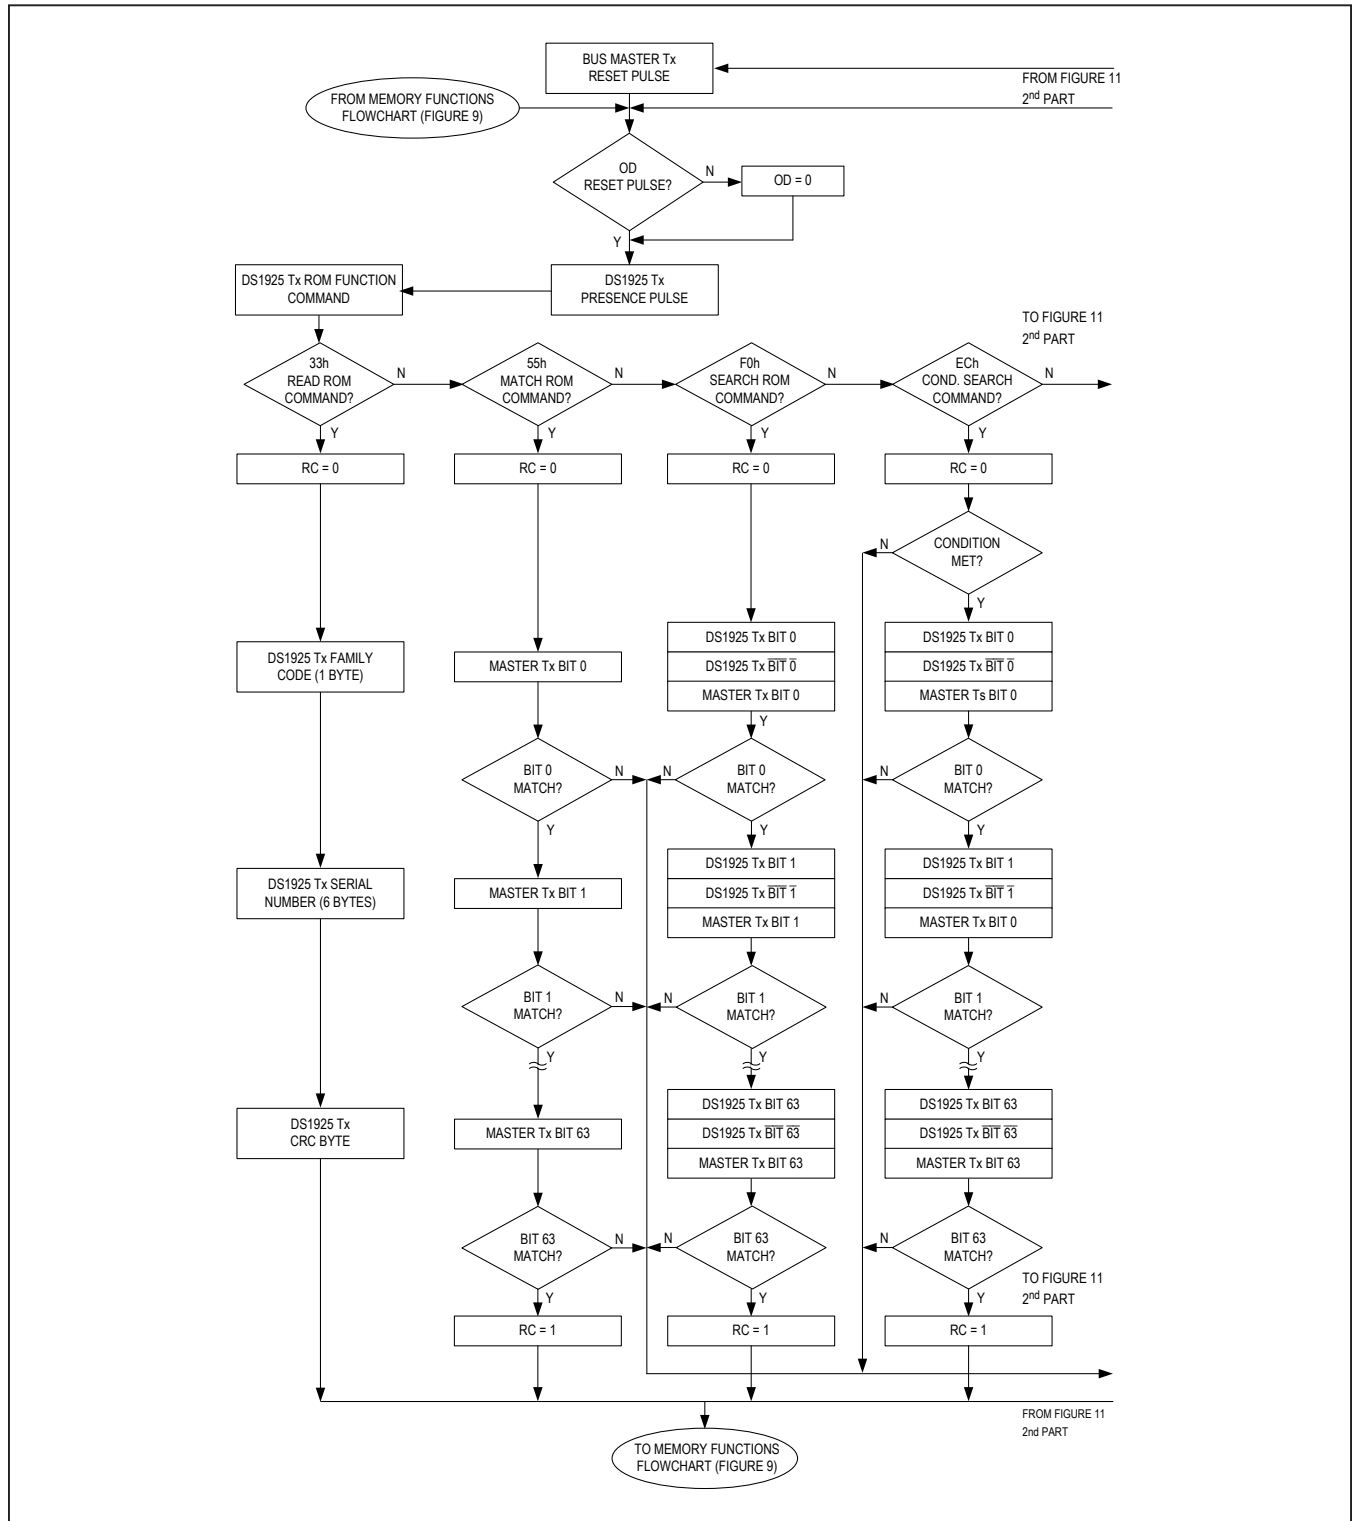 BUS MASTER Tx
RESET PULSE
FROM FIGURE 11
2nd PART
FROM MEMORY FUNCTIONS
FLOWCHART (FIGURE 9)
OD
RESET PULSE?
N
OD = 0
Y
DS1925 Tx ROM FUNCTION
COMMAND
DS1925 Tx
PRESENCE PULSE
TO FIGURE 11
2nd PART
33h
READ ROM
COMMAND?
N
55h
MATCH ROM
COMMAND?
N
F0h
SEARCH ROM
COMMAND?
N
ECh
COND. SEARCH
COMMAND?
N
Y
Y
Y
Y
RC = 0
RC = 0
RC = 0
RC = 0
N
CONDITION
MET?
Y
DS1925 Tx FAMILY
CODE (1 BYTE)
MASTER Tx BIT 0
DS1925 Tx BIT 0
DS1925 Tx B̅I̅T̅ 0̅
MASTER Tx BIT 0
DS1925 Tx BIT 0
DS1925 Tx B̅I̅T̅ 0̅
MASTER Ts BIT 0
Y
BIT 0
MATCH?
N
N
BIT 0
MATCH?
N
BIT 0
MATCH?
Y
Y
Y
DS1925 Tx SERIAL
NUMBER (6 BYTES)
MASTER Tx BIT 1
DS1925 Tx BIT 1
DS1925 Tx B̅I̅T̅ 1̅
MASTER Tx BIT 1
DS1925 Tx BIT 1
DS1925 Tx B̅I̅T̅ 1̅
MASTER Tx BIT 0
BIT 1
MATCH?
N
N
BIT 1
MATCH?
N
BIT 1
MATCH?
Y
Y
Y
DS1925 Tx
CRC BYTE
MASTER Tx BIT 63
DS1925 Tx BIT 63
DS1925 Tx B̅I̅T̅ 6̅3̅
MASTER Tx BIT 63
DS1925 Tx BIT 63
DS1925 Tx B̅I̅T̅ 6̅3̅
MASTER Tx BIT 63
BIT 63
MATCH?
N
N
BIT 63
MATCH?
N
BIT 63
MATCH?
TO FIGURE 11
2nd PART
Y
Y
Y
RC = 1
RC = 1
RC = 1
FROM FIGURE 11
2nd PART
TO MEMORY FUNCTIONS
FLOWCHART (FIGURE 9)